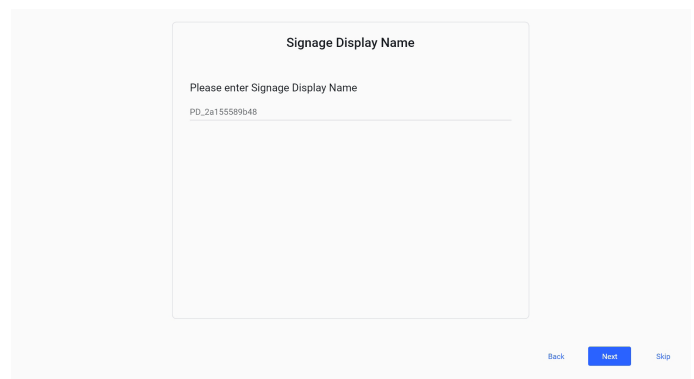 Signage Display Name
Please enter Signage Display Name
PD_2a155589b48
Back
Next
Skip